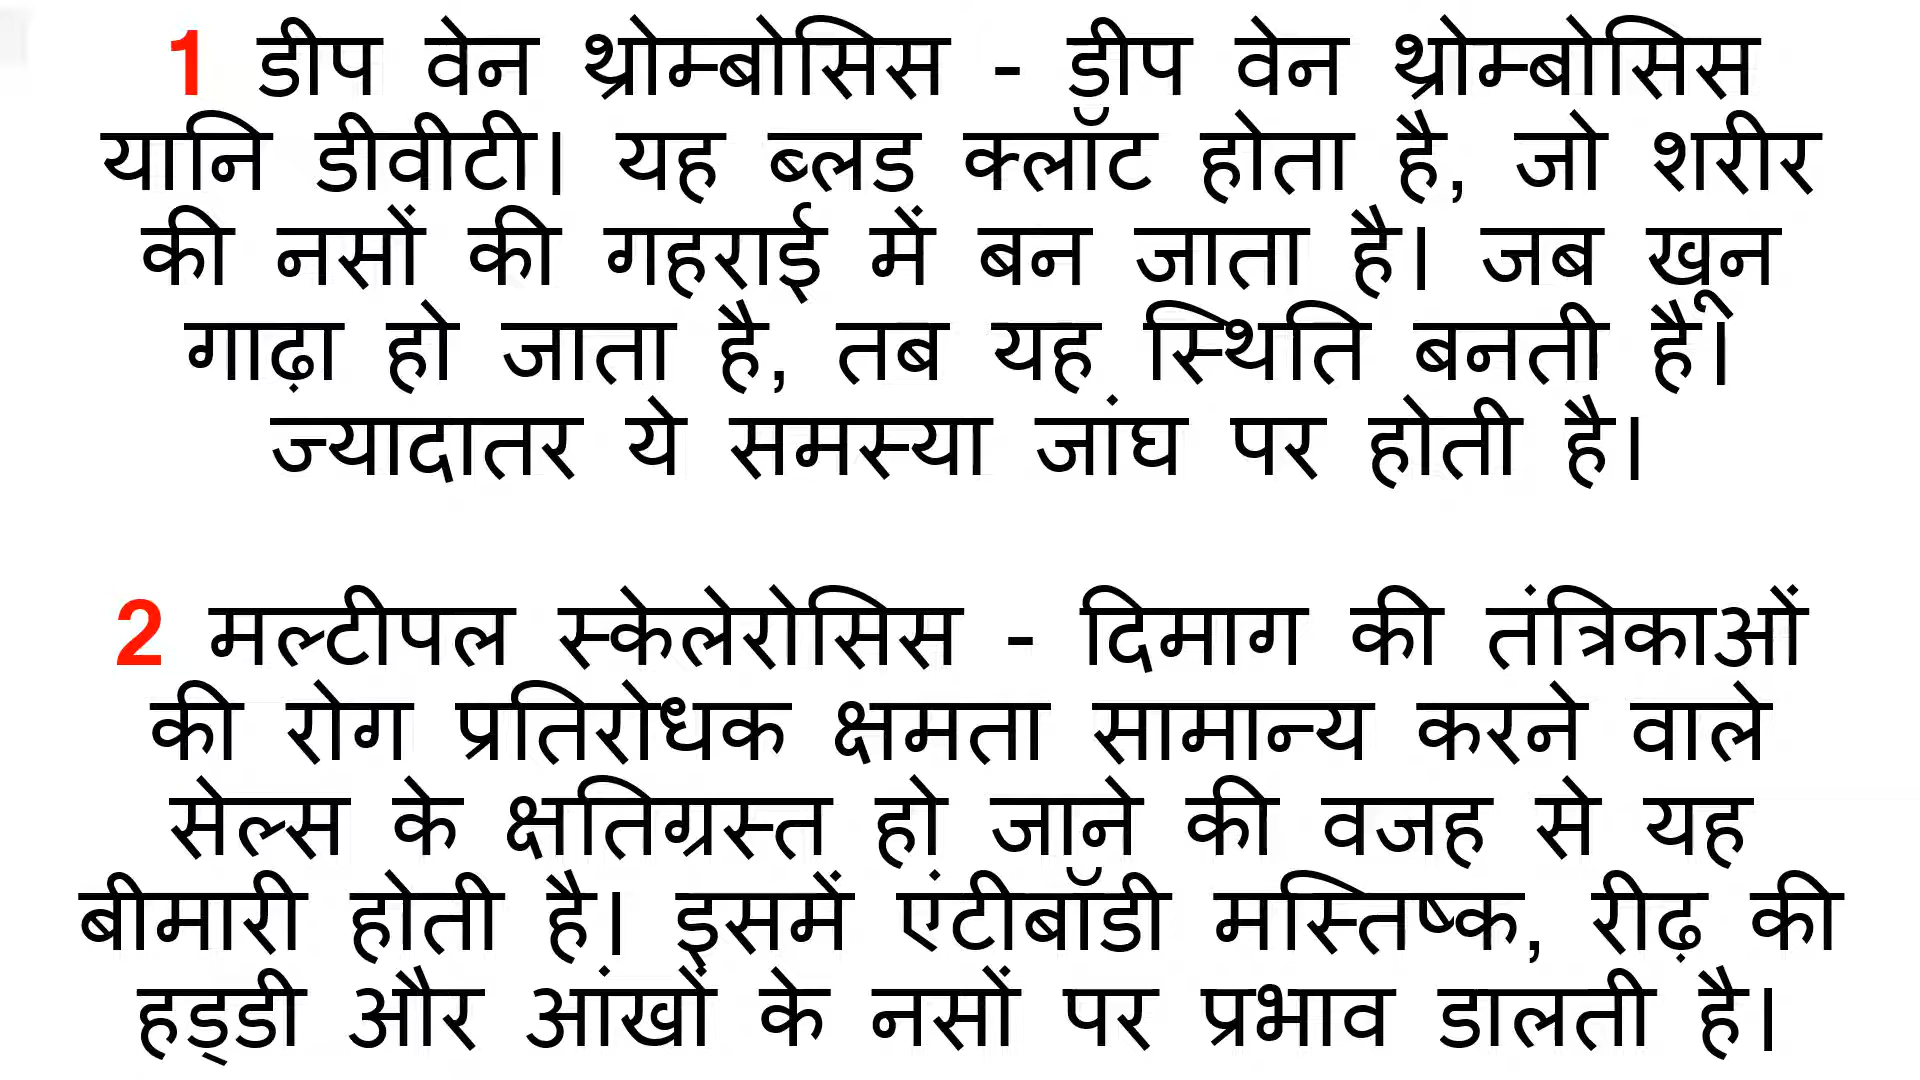 1 डीप वेन थ्रोम्बोसिस - डीप वेन थ्रोम्बोसिस
यानि डीवीटी। यह ब्लड क्लॉट होता है, जो शरीर
की नसों की गहराई में बन जाता है। जब खून
गाढ़ा हो जाता है, तब यह स्थिति बनती है।
ज्यादातर ये समस्या जांघ पर होती है।
2 मल्टीपल स्केलेरोसिस - दिमाग की तंत्रिकाओं
की रोग प्रतिरोधक क्षमता सामान्य करने वाले
सेल्स के क्षतिग्रस्त हो जाने की वजह से यह
बीमारी होती है। इसमें एंटीबॉडी मस्तिष्क, रीढ़ की
हड्डी और आंखों के नसों पर प्रभाव डालती है।